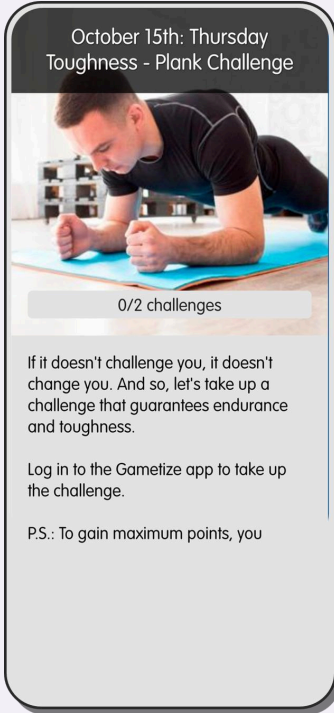 October 15th: Thursday
Toughness - Plank Challenge
0/2 challenges
If it doesn't challenge you, it doesn't
change you. And so, let's take up a
challenge that guarantees endurance
and toughness.
Log in to the Gametize app to take up
the challenge.
P.S.: To gain maximum points, you